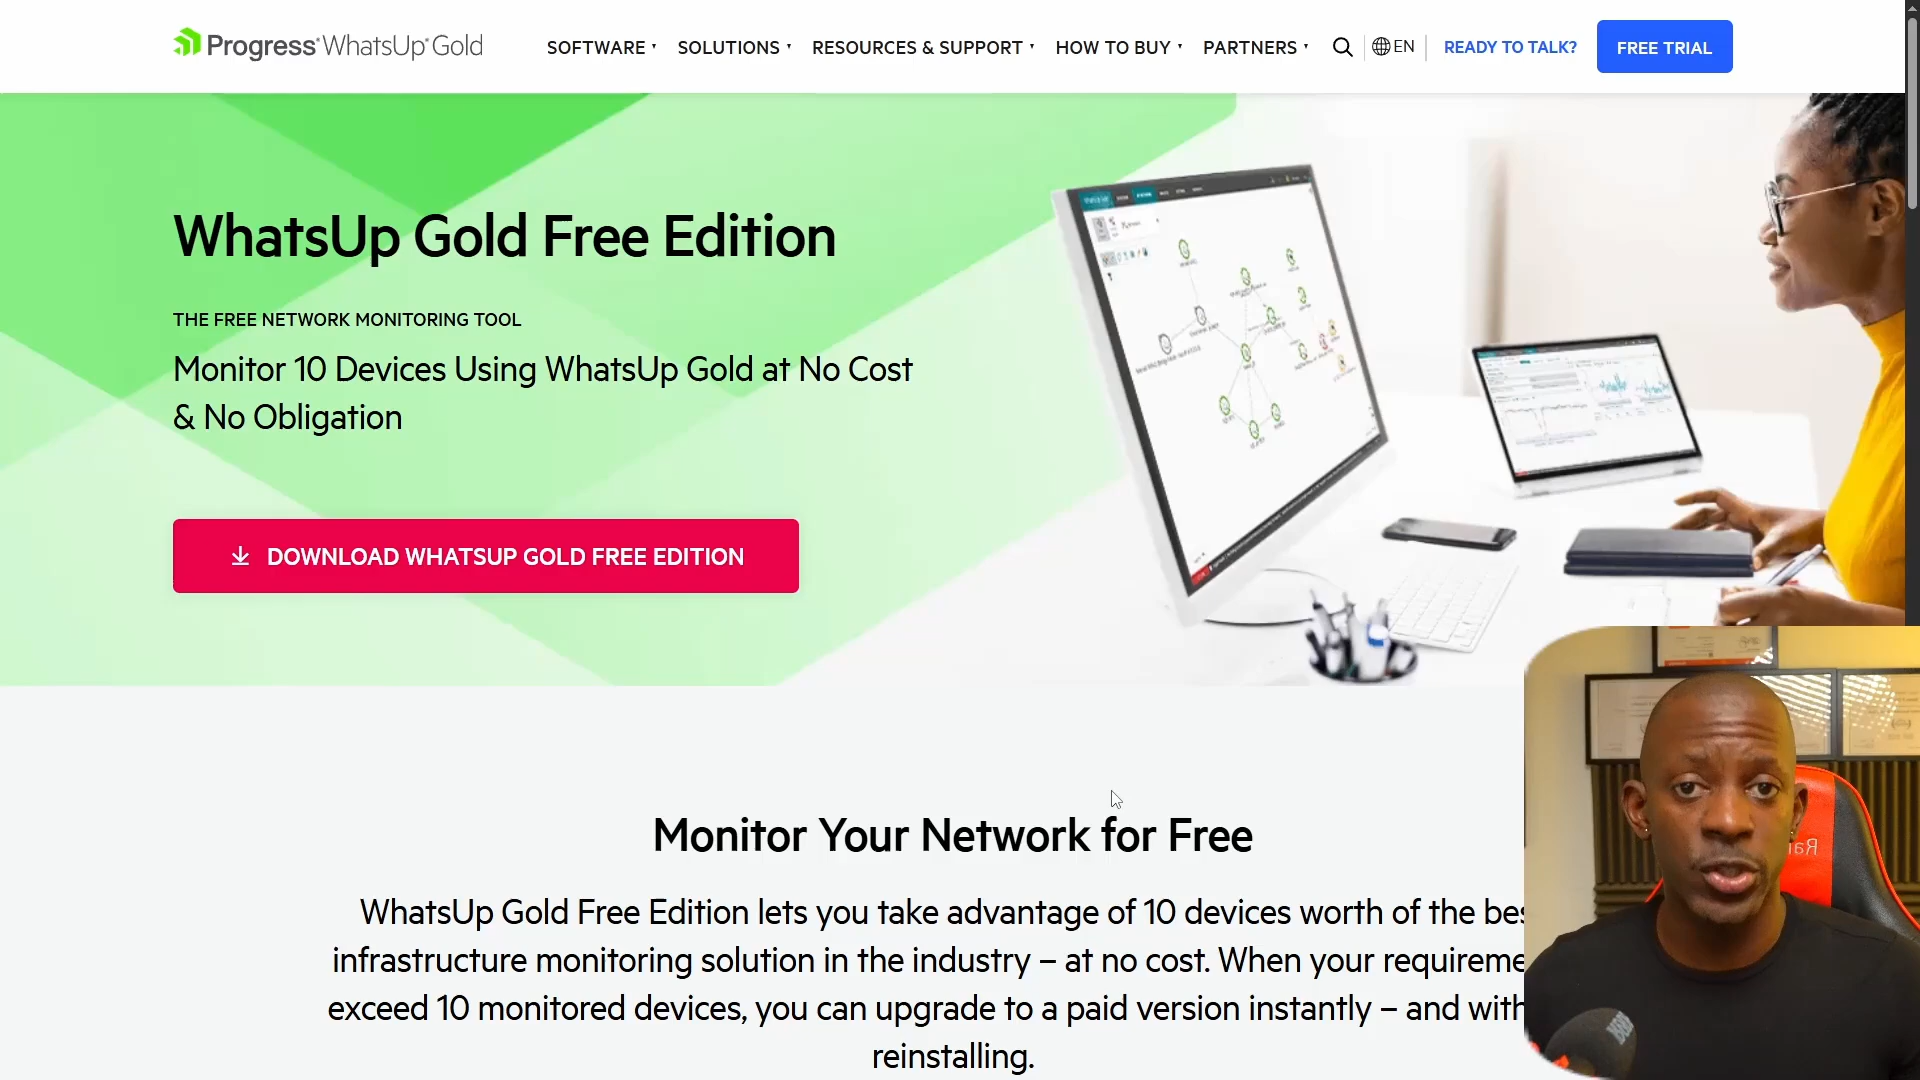 Progress® WhatsUp® Gold
SOFTWARE
SOLUTIONS
RESOURCES & SUPPORT
HOW TO BUY
PARTNERS
EN
READY TO TALK?
FREE TRIAL
WhatsUp Gold Free Edition
THE FREE NETWORK MONITORING TOOL
Monitor 10 Devices Using WhatsUp Gold at No Cost
& No Obligation
DOWNLOAD WHATSUP GOLD FREE EDITION
Monitor Your Network for Free
WhatsUp Gold Free Edition lets you take advantage of 10 devices worth of the bes
infrastructure monitoring solution in the industry – at no cost. When your requireme
exceed 10 monitored devices, you can upgrade to a paid version instantly – and with
reinstalling.